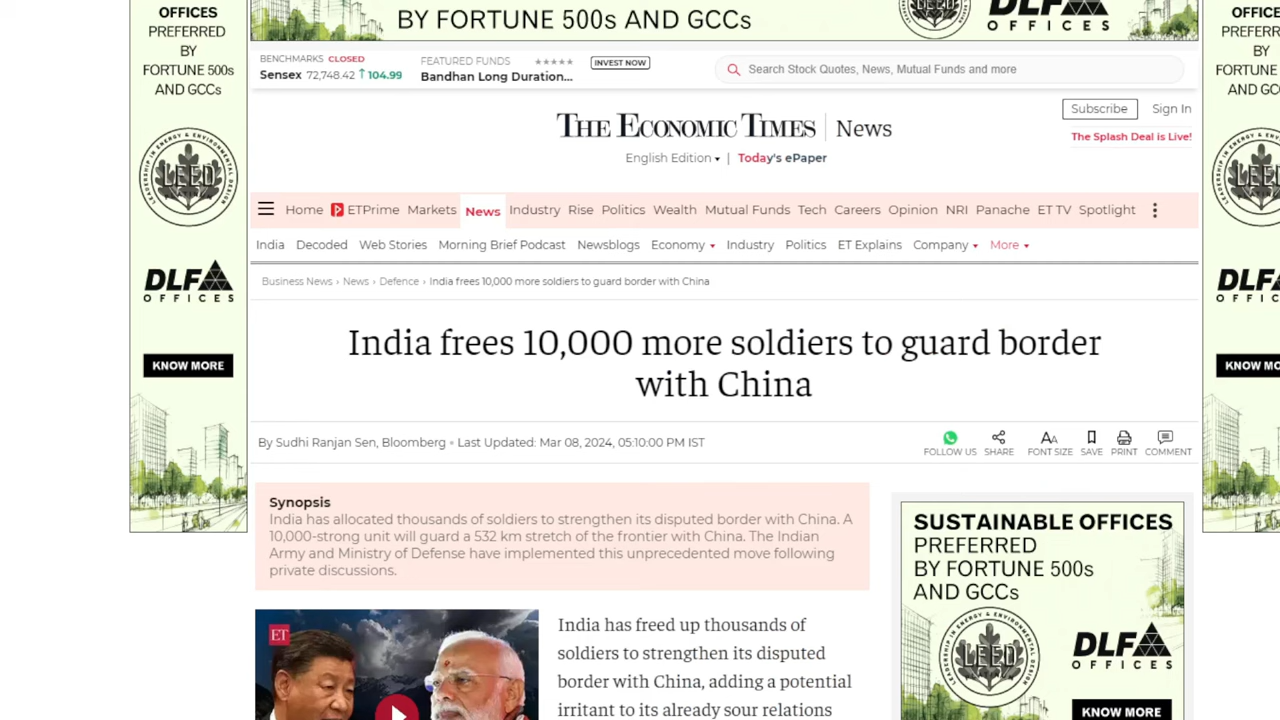 OFFICES
PREFERRED
BY
FORTUNE 500s
AND GCCs
LEED
LEADERSHIP IN ENERGY & ENVIRONMENTAL DESIGN
DLF
OFFICES
KNOW MORE
BY FORTUNE 500s AND GCCs
LEED
DLF
OFFICES
BENCHMARKS CLOSED
Sensex 72,748.42 ↑ 104.99
FEATURED FUNDS ★★★★★
Bandhan Long Duration...
INVEST NOW
Search Stock Quotes, News, Mutual Funds and more
THE ECONOMIC TIMES | News
English Edition ▾ | Today's ePaper
Subscribe
Sign In
The Splash Deal is Live!
Home ETPrime Markets News Industry Rise Politics Wealth Mutual Funds Tech Careers Opinion NRI Panache ET TV Spotlight
India Decoded Web Stories Morning Brief Podcast Newsblogs Economy ▾ Industry Politics ET Explains Company ▾ More ▾
Business News › News › Defence › India frees 10,000 more soldiers to guard border with China
India frees 10,000 more soldiers to guard border
with China
By Sudhi Ranjan Sen, Bloomberg • Last Updated: Mar 08, 2024, 05:10:00 PM IST
FOLLOW US SHARE FONT SIZE SAVE PRINT COMMENT
Synopsis
India has allocated thousands of soldiers to strengthen its disputed border with China. A
10,000-strong unit will guard a 532 km stretch of the frontier with China. The Indian
Army and Ministry of Defense have implemented this unprecedented move following
private discussions.
ET
India has freed up thousands of
soldiers to strengthen its disputed
border with China, adding a potential
irritant to its already sour relations
SUSTAINABLE OFFICES
PREFERRED
BY FORTUNE 500s
AND GCCs
LEED
DLF
OFFICES
KNOW MORE
OFFICE
PREFERR
BY
FORTUNE
AND GC
LEED
DLF
OFFIC
KNOW MO